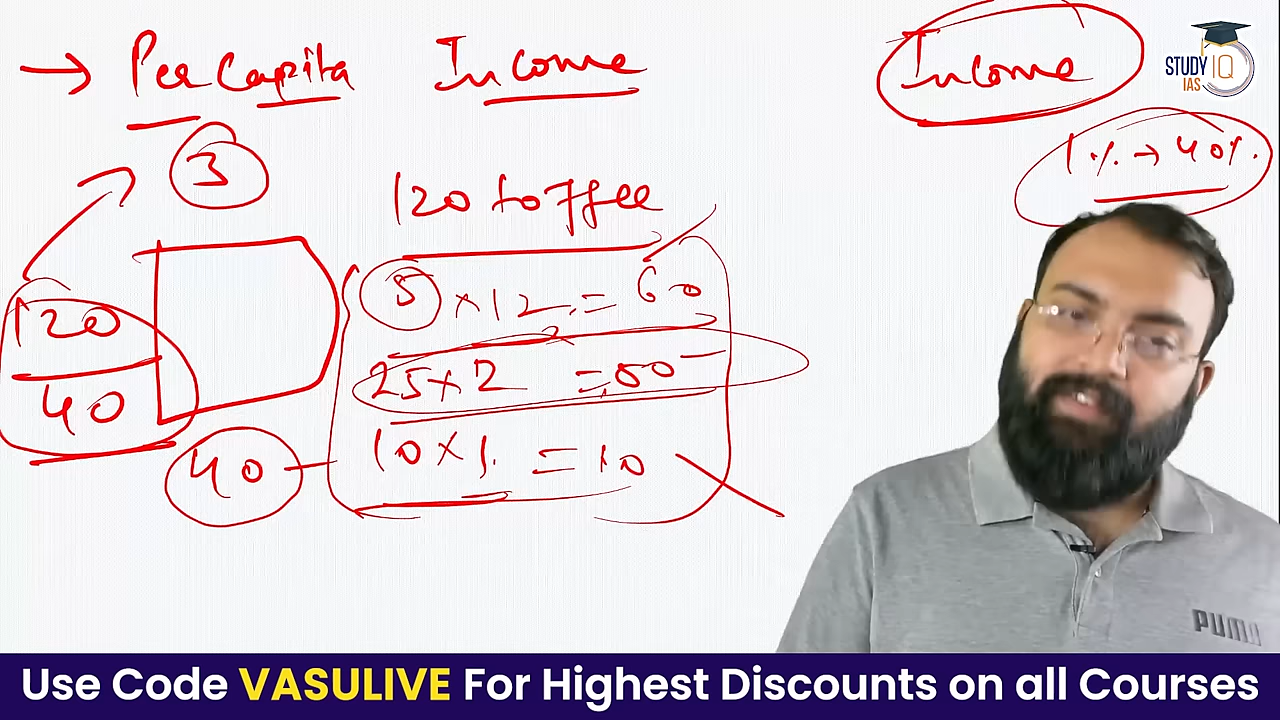 → Per Capita Income
Income
STUDY IQ
IAS
1% → 40%
3
120 toffee
120
40
5 × 12 = 60
25 × 2 = 50
10 × 1 = 10
40
PUMA
Use Code VASULIVE For Highest Discounts on all Courses